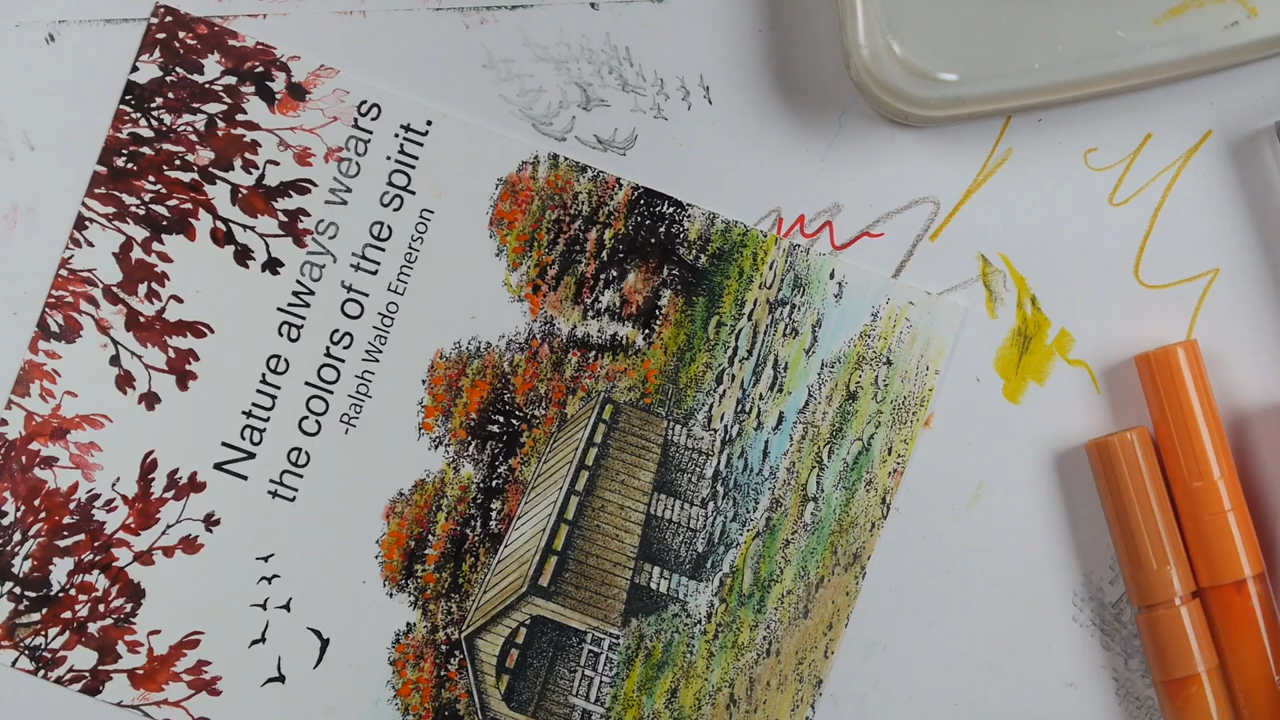 Nature always wears
the colors of the spirit.
-Ralph Waldo Emerson